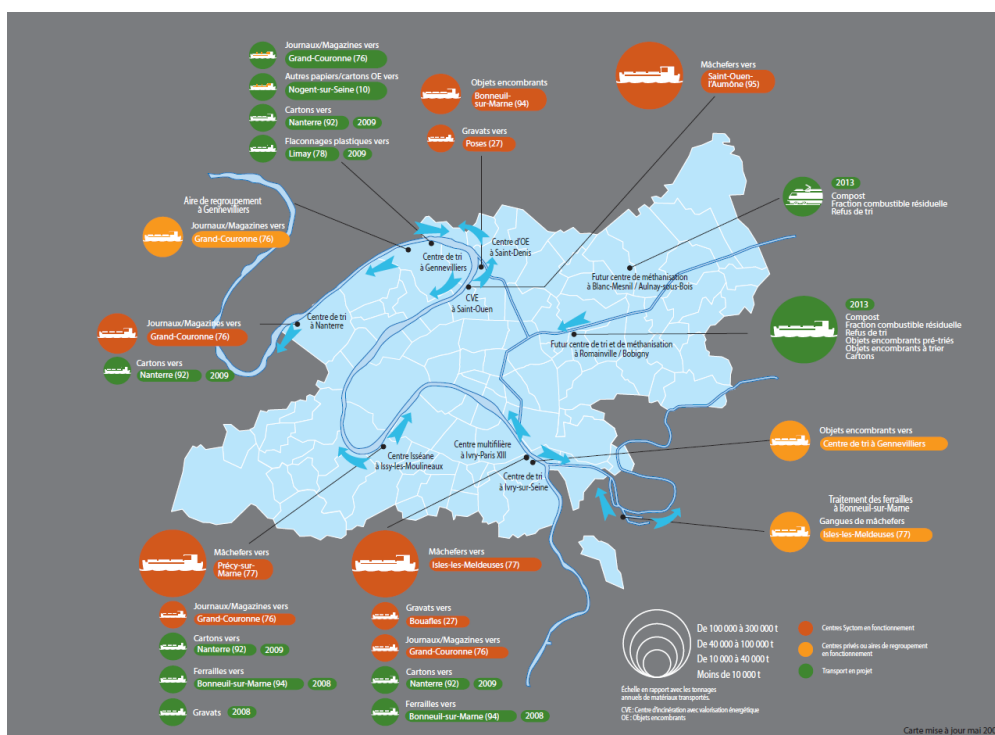 Journaux/Magazines vers
Grand-Couronne (76)
Autres papiers/cartons OE vers
Nogent-sur-Seine (10)
Cartons vers
Nanterre (92) 2009
Flaconnages plastiques vers
Limay (78) 2009
Objets encombrants
Bonneuil-
sur-Marne (94)
Gravats vers
Poses (27)
Mâchefers vers
Saint-Ouen-
l'Aumône (95)
Aire de regroupement
à Gennevilliers
Journaux/Magazines vers
Grand-Couronne (76)
2013
Compost
Fraction combustible résiduelle
Refus de tri
Centre de tri
à Gennevilliers
Centre d'OE
à Saint-Denis
CVE
à Saint-Ouen
Futur centre de méthanisation
à Blanc-Mesnil / Aulnay-sous-Bois
Centre de tri
à Nanterre
Journaux/Magazines vers
Grand-Couronne (76)
Cartons vers
Nanterre (92) 2009
Futur centre de tri et de méthanisation
à Romainville / Bobigny
2013
Compost
Fraction combustible résiduelle
Refus de tri
Objets encombrants pré-triés
Objets encombrants à trier
Cartons
Centre Isséane
à Issy-les-Moulineaux
Centre multifilière
à Ivry-Paris XIII
Centre de tri
à Ivry-sur-Seine
Objets encombrants vers
Centre de tri à Gennevilliers
Traitement des ferrailles
à Bonneuil-sur-Marne
Gangues de mâchefers
Isles-les-Meldeuses (77)
Mâchefers vers
Précy-sur-
Marne (77)
Journaux/Magazines vers
Grand-Couronne (76)
Cartons vers
Nanterre (92) 2009
Ferrailles vers
Bonneuil-sur-Marne (94) 2008
Gravats 2008
Mâchefers vers
Isles-les-Meldeuses (77)
Gravats vers
Bouafles (27)
Journaux/Magazines vers
Grand-Couronne (76)
Cartons vers
Nanterre (92) 2009
Ferrailles vers
Bonneuil-sur-Marne (94) 2008
De 100 000 à 300 000 t
De 40 000 à 100 000 t
De 10 000 à 40 000 t
Moins de 10 000 t
Échelle en rapport avec les tonnages
annuels de matériaux transportés.
CVE : Centre d'incinération avec valorisation énergétique
OE : Objets encombrants
Centres Syctom en fonctionnement
Centres privés ou aires de regroupement
en fonctionnement
Transport en projet
Carte mise à jour mai 200